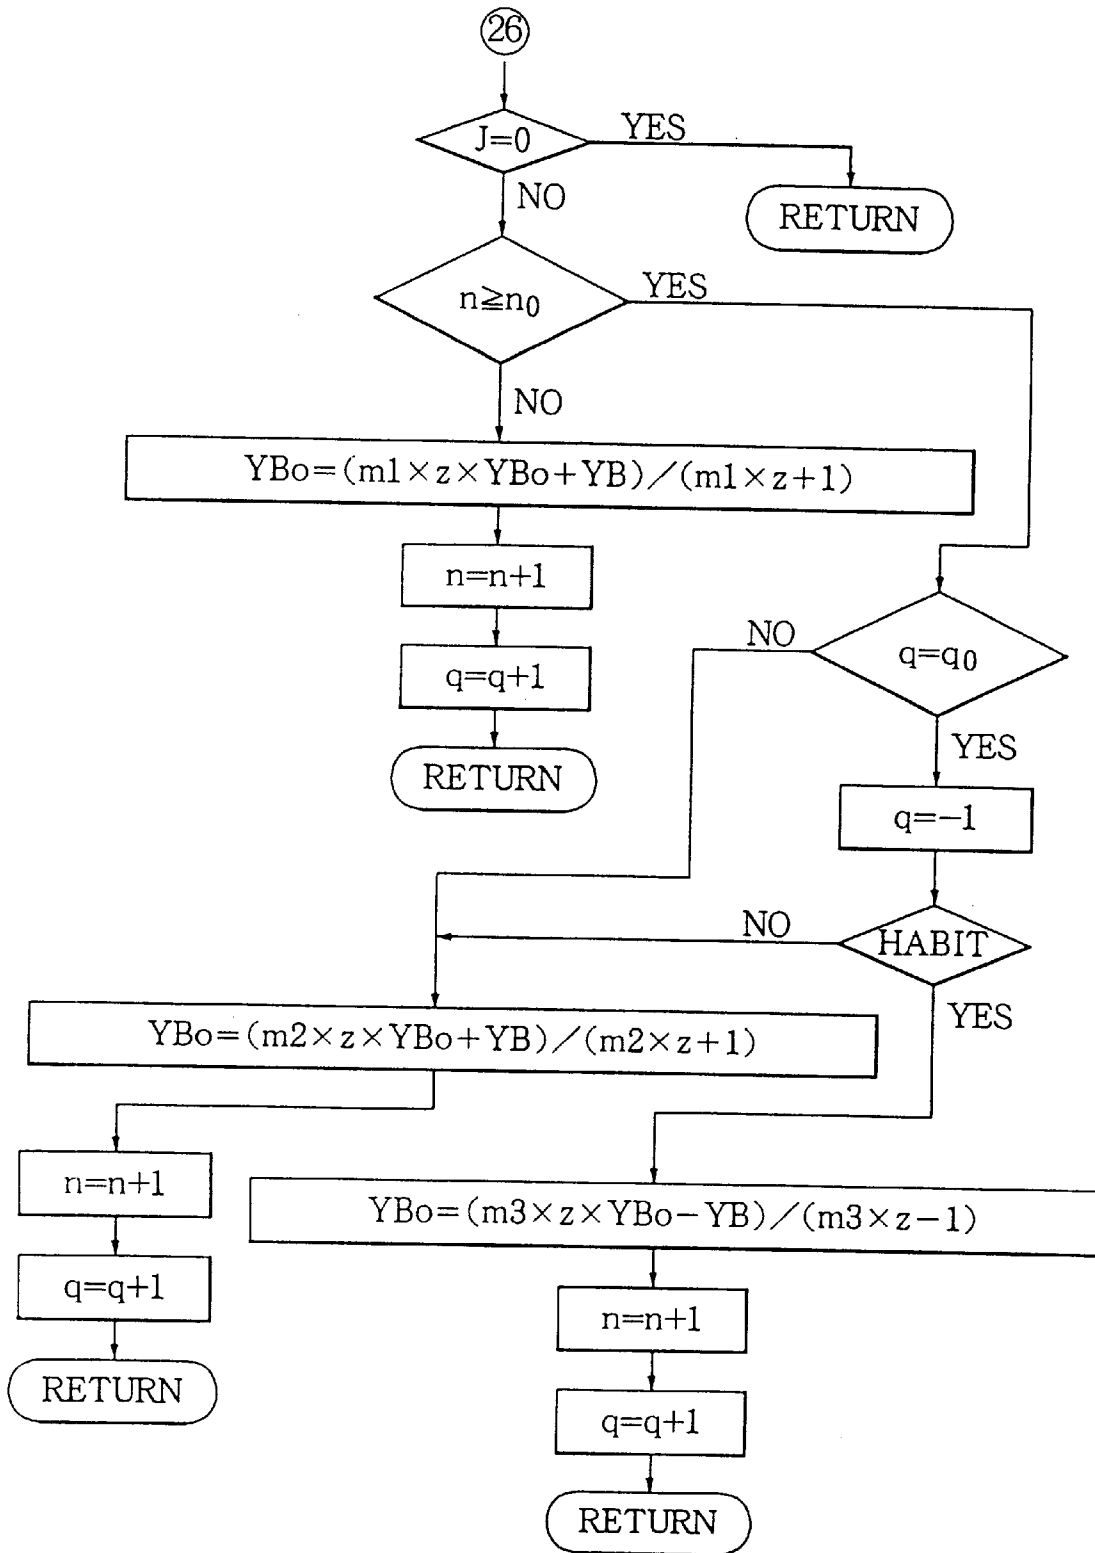 26
J=0
YES
RETURN
NO
n≧n0
YES
NO
YBo=(m1×z×YBo+YB)/(m1×z+1)
n=n+1
q=q+1
RETURN
q=q0
NO
YES
q=-1
HABIT
NO
YES
YBo=(m2×z×YBo+YB)/(m2×z+1)
n=n+1
q=q+1
RETURN
YBo=(m3×z×YBo-YB)/(m3×z-1)
n=n+1
q=q+1
RETURN